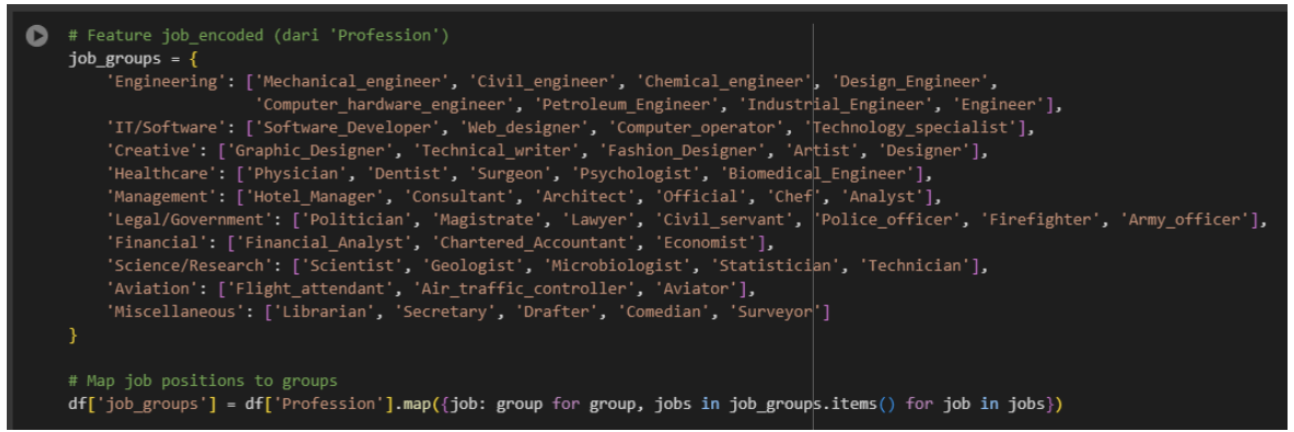 # Feature job_encoded (dari 'Profession')
job_groups = {
    'Engineering': ['Mechanical_engineer', 'Civil_engineer', 'Chemical_engineer', 'Design_Engineer',
                    'Computer_hardware_engineer', 'Petroleum_Engineer', 'Industrial_Engineer', 'Engineer'],
    'IT/Software': ['Software_Developer', 'Web_designer', 'Computer_operator', 'Technology_specialist'],
    'Creative': ['Graphic_Designer', 'Technical_writer', 'Fashion_Designer', 'Artist', 'Designer'],
    'Healthcare': ['Physician', 'Dentist', 'Surgeon', 'Psychologist', 'Biomedical_Engineer'],
    'Management': ['Hotel_Manager', 'Consultant', 'Architect', 'Official', 'Chef', 'Analyst'],
    'Legal/Government': ['Politician', 'Magistrate', 'Lawyer', 'Civil_servant', 'Police_officer', 'Firefighter', 'Army_officer'],
    'Financial': ['Financial_Analyst', 'Chartered_Accountant', 'Economist'],
    'Science/Research': ['Scientist', 'Geologist', 'Microbiologist', 'Statistician', 'Technician'],
    'Aviation': ['Flight_attendant', 'Air_traffic_controller', 'Aviator'],
    'Miscellaneous': ['Librarian', 'Secretary', 'Drafter', 'Comedian', 'Surveyor']
}
# Map job positions to groups
df['job_groups'] = df['Profession'].map({job: group for group, jobs in job_groups.items() for job in jobs})